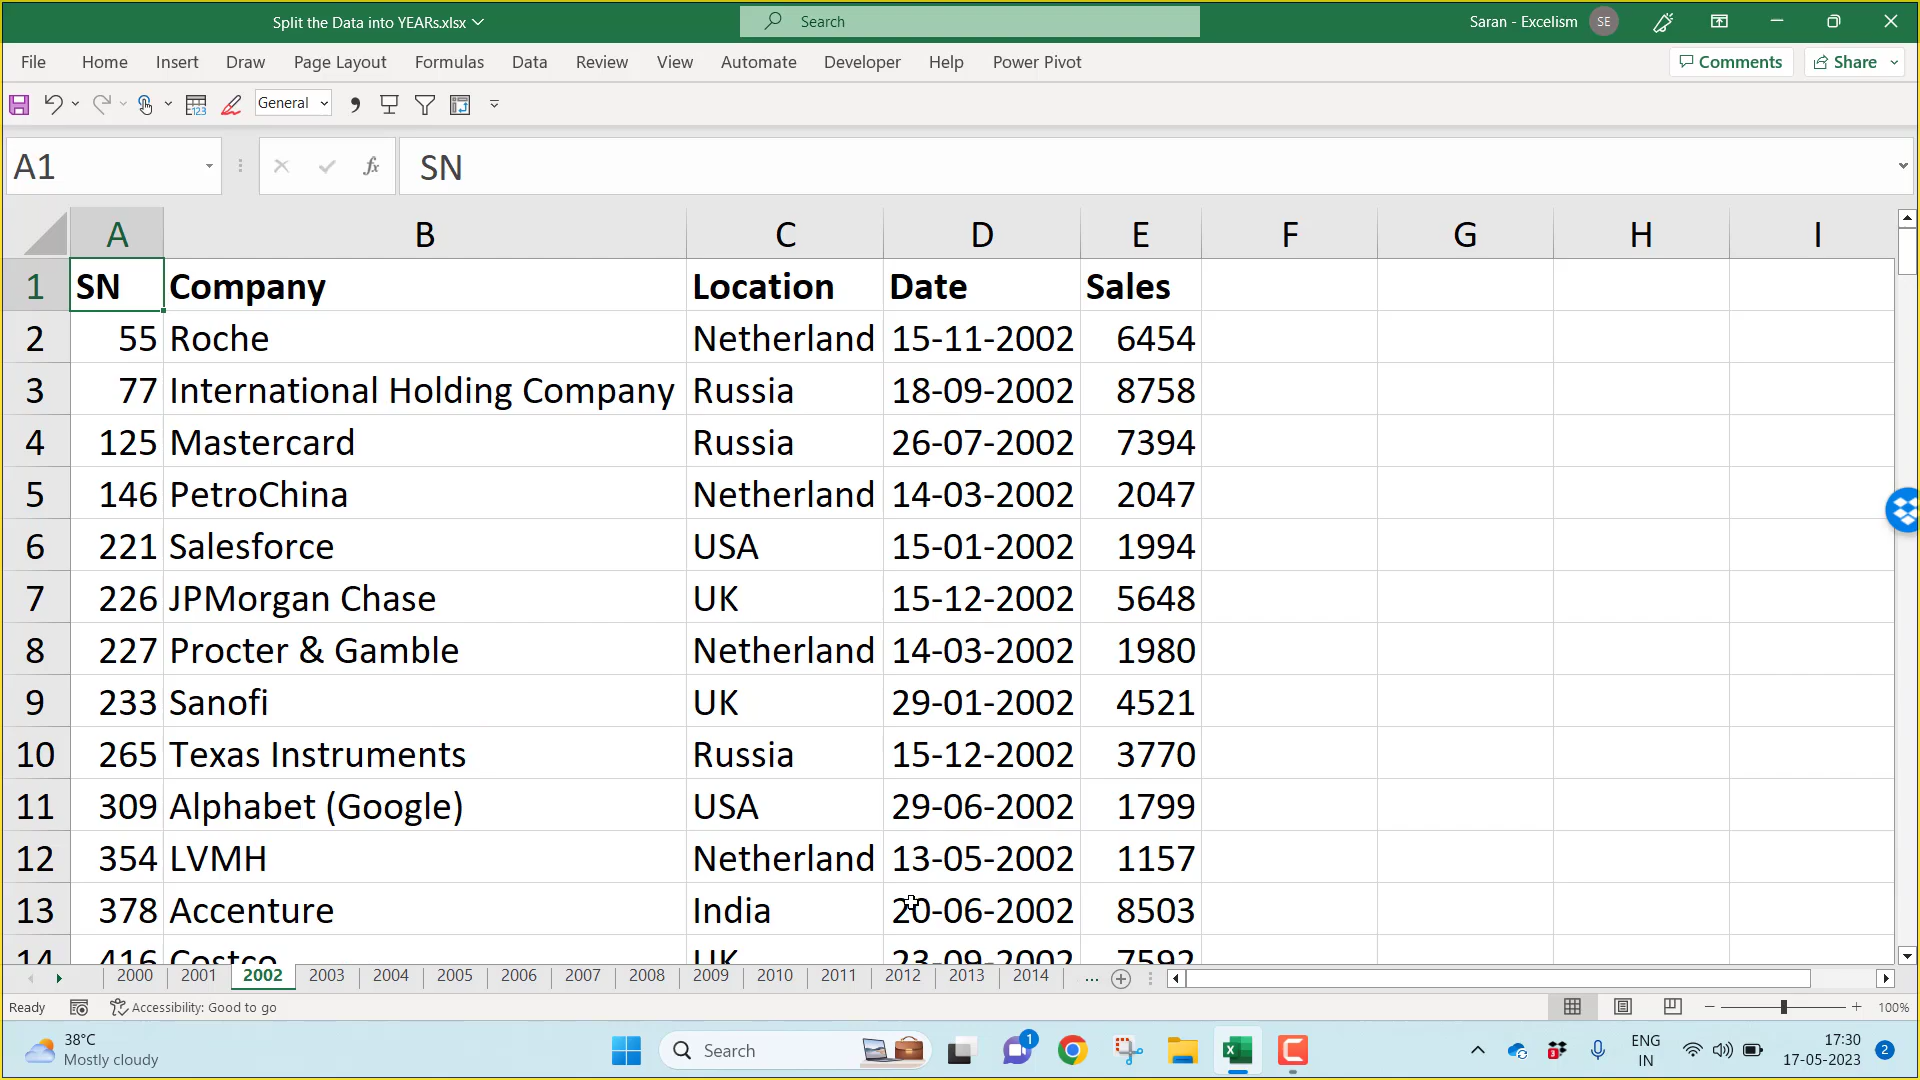 Split the Data into YEARs.xlsx
Search
Saran - Excelism
SE
File Home Insert Draw Page Layout Formulas Data Review View Automate Developer Help Power Pivot
Comments
Share
123
General
A1
fx
SN
A B C D E F G H I
1 SN Company Location Date Sales
2 55 Roche Netherland 15-11-2002 6454
3 77 International Holding Company Russia 18-09-2002 8758
4 125 Mastercard Russia 26-07-2002 7394
5 146 PetroChina Netherland 14-03-2002 2047
6 221 Salesforce USA 15-01-2002 1994
7 226 JPMorgan Chase UK 15-12-2002 5648
8 227 Procter & Gamble Netherland 14-03-2002 1980
9 233 Sanofi UK 29-01-2002 4521
10 265 Texas Instruments Russia 15-12-2002 3770
11 309 Alphabet (Google) USA 29-06-2002 1799
12 354 LVMH Netherland 13-05-2002 1157
13 378 Accenture India 20-06-2002 8503
14 416 Costco UK 23-09-2002 7592
2000 2001 2002 2003 2004 2005 2006 2007 2008 2009 2010 2011 2012 2013 2014 ...
Ready
Accessibility: Good to go
100%
38°C
Mostly cloudy
Search
1
3
ENG
IN
17:30
17-05-2023
2